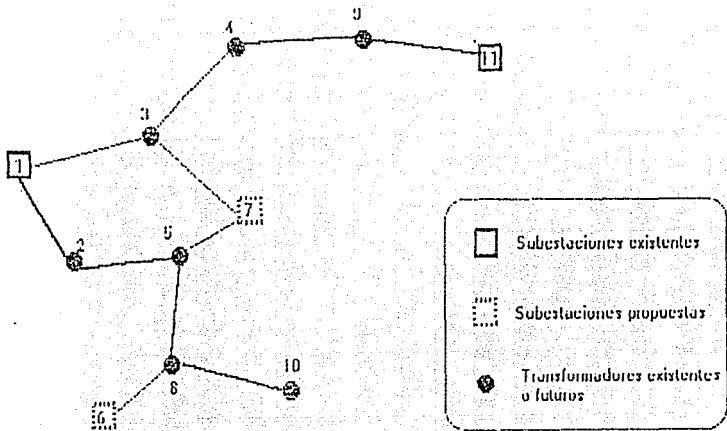 4
9
11
3
1
7
5
2
8
10
6
Subestaciones existentes
Subestaciones propuestas
Transformadores existentes
o futuros